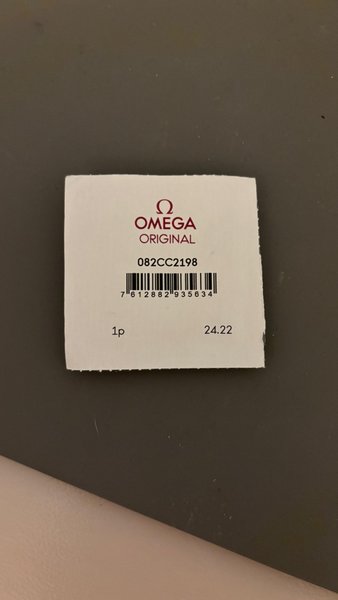 Ω
OMEGA
ORIGINAL
082CC2198
7 612882 935634
1p 24.22